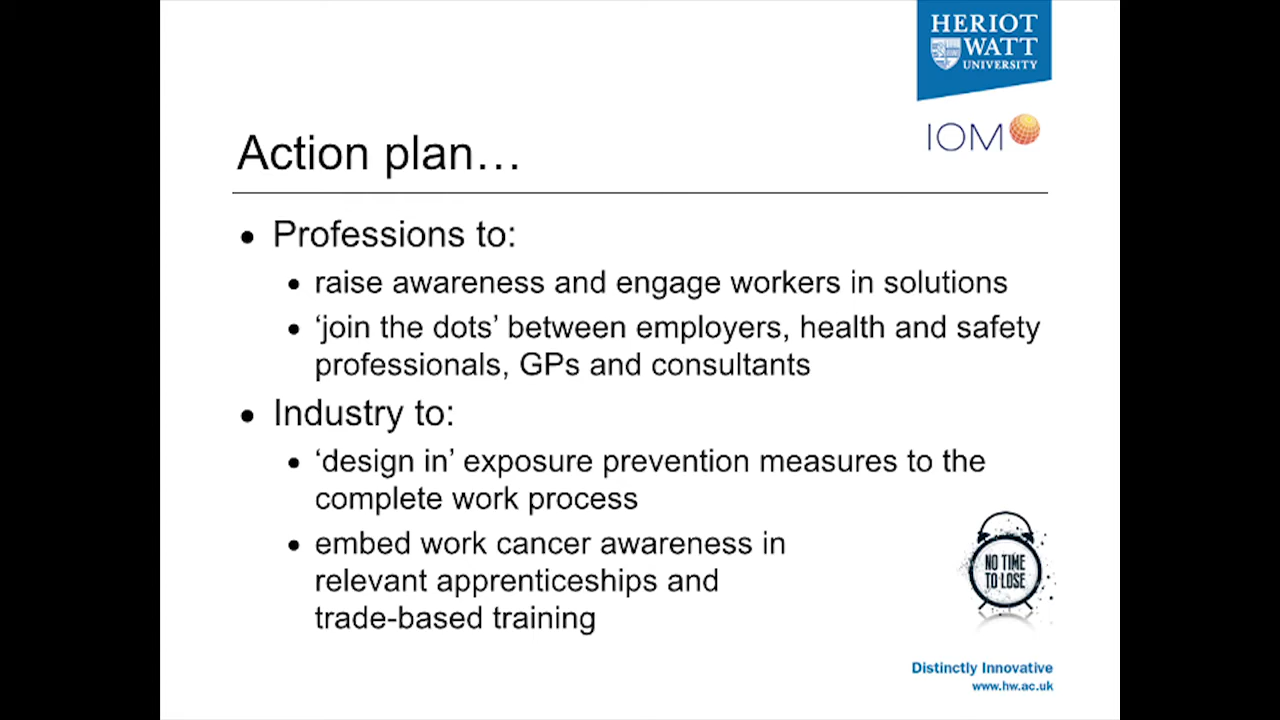 HERIOT
WATT
UNIVERSITY
IOM
Action plan…
• Professions to:
• raise awareness and engage workers in solutions
• ‘join the dots’ between employers, health and safety
professionals, GPs and consultants
• Industry to:
• ‘design in’ exposure prevention measures to the
complete work process
• embed work cancer awareness in
relevant apprenticeships and
trade-based training
NO TIME
TO LOSE
Distinctly Innovative
www.hw.ac.uk